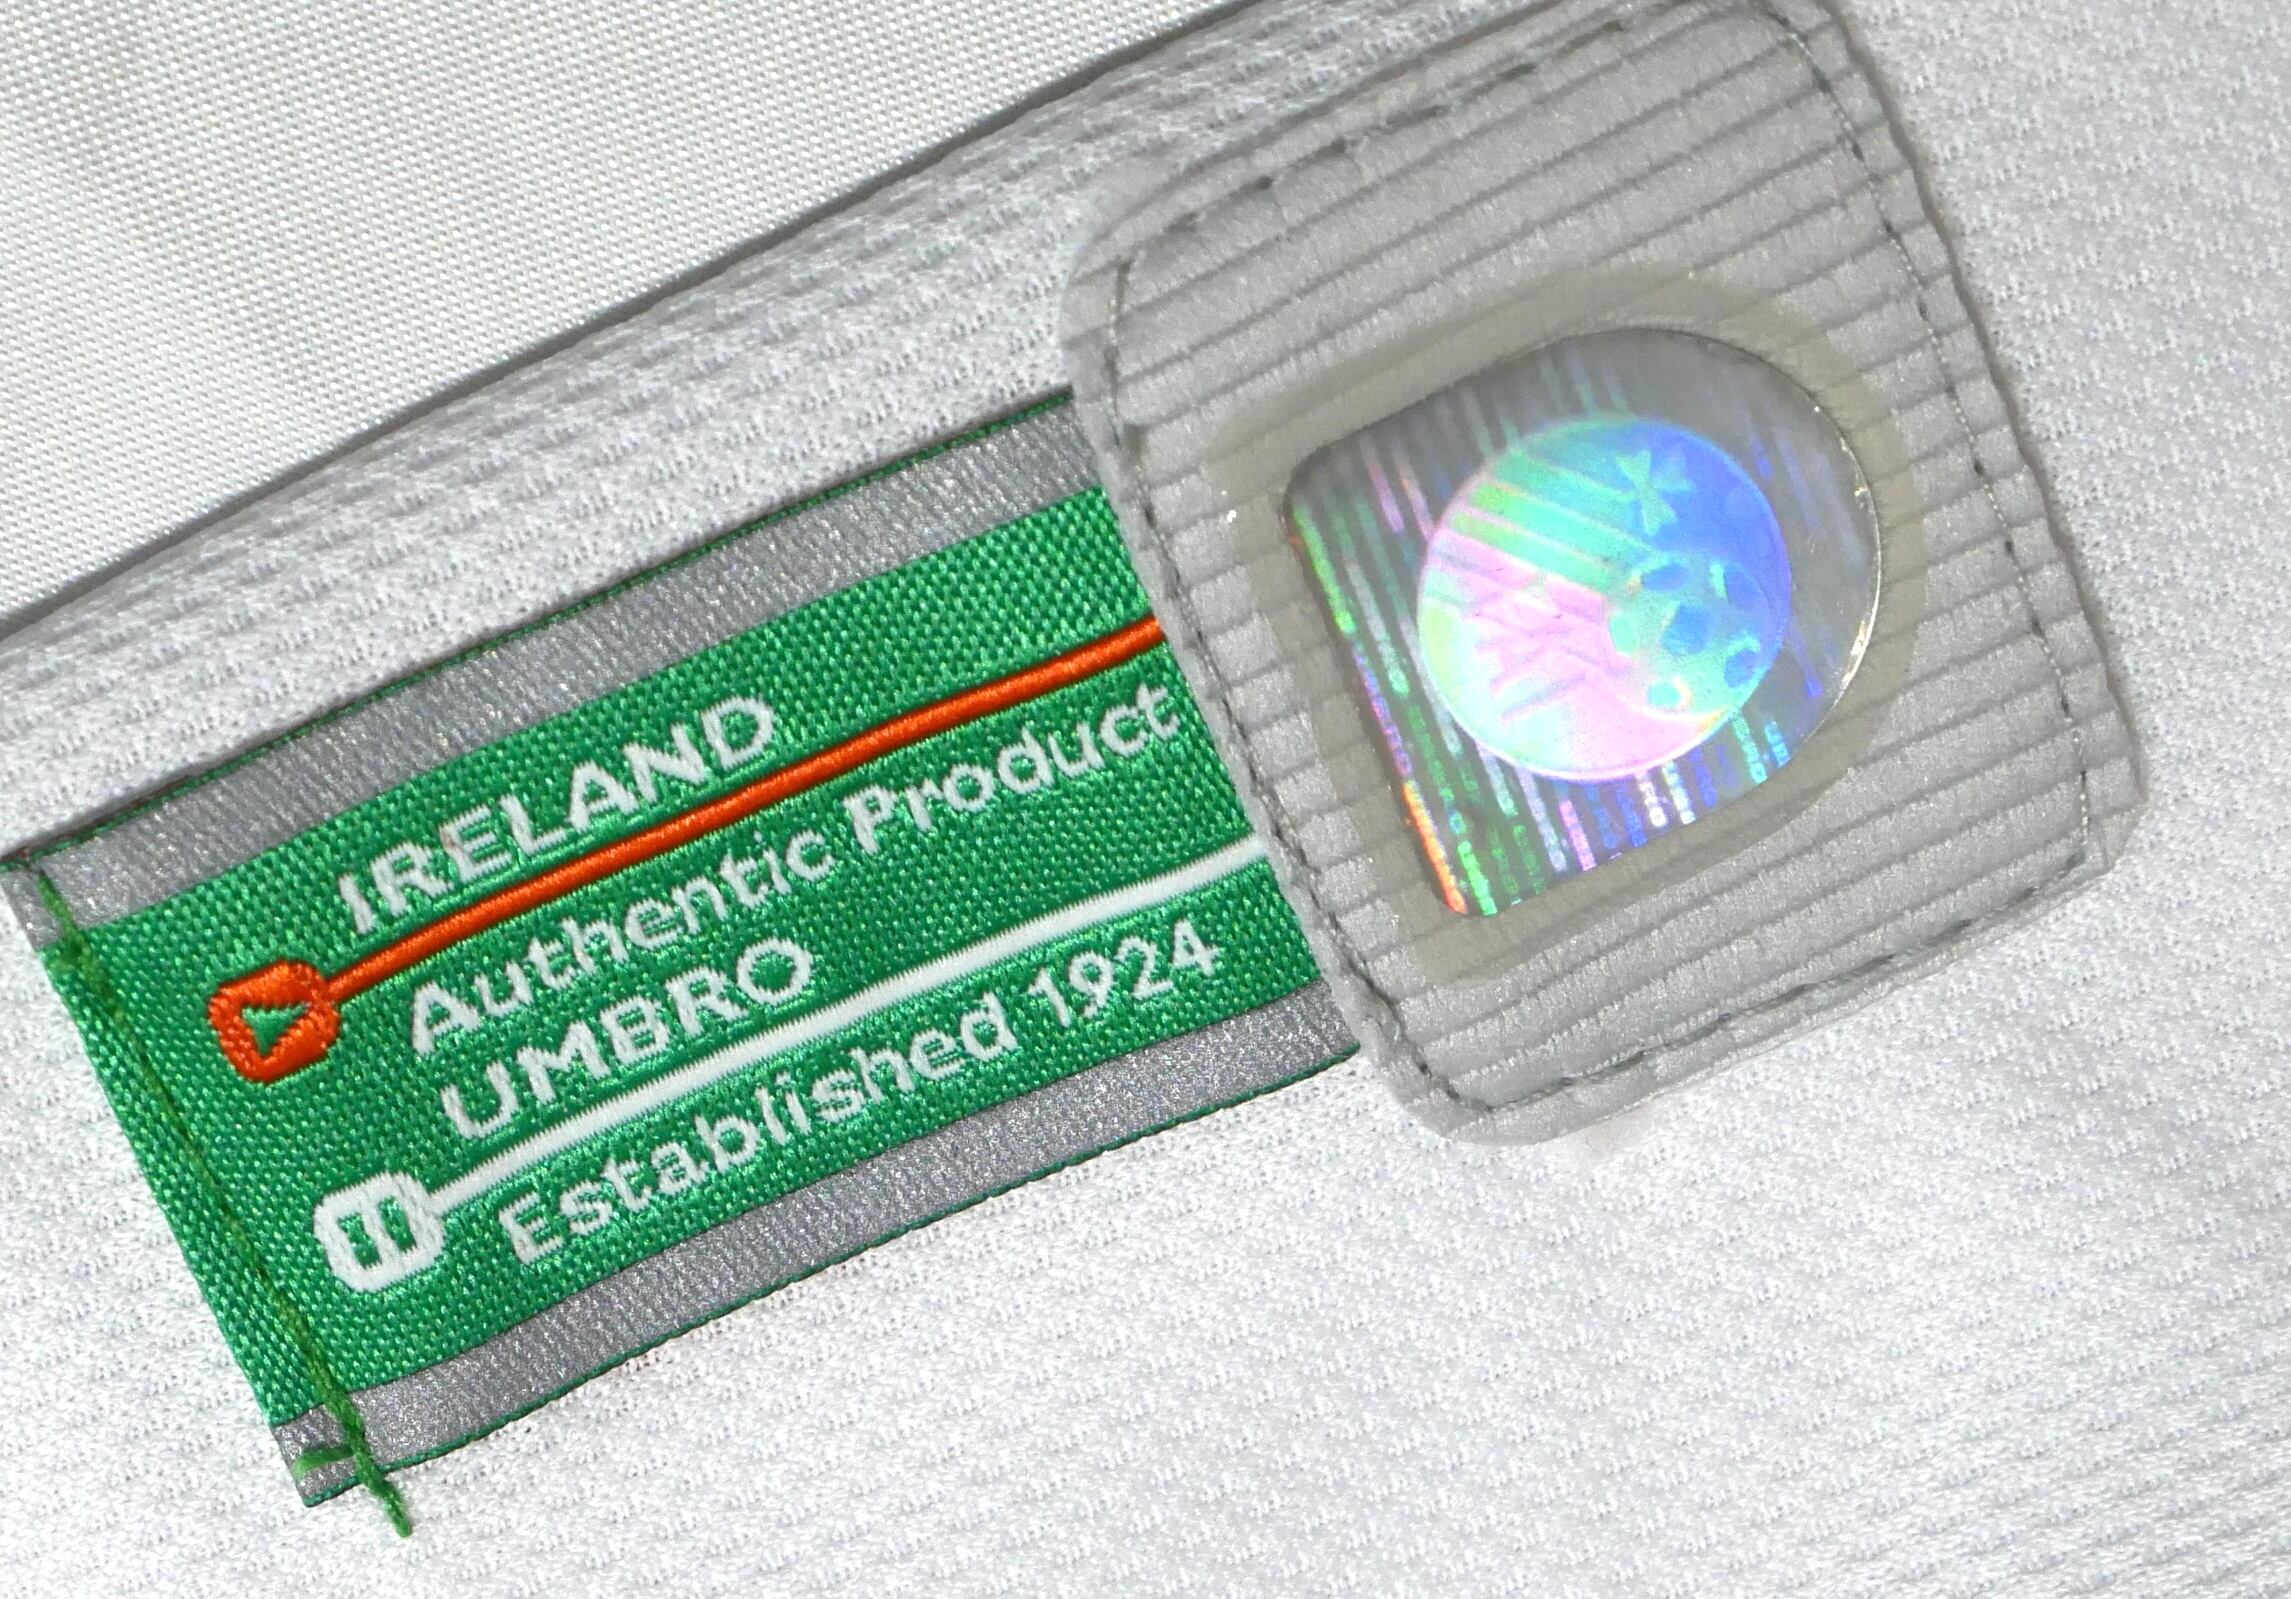 IRELAND
Authentic Product
UMBRO
Established 1924